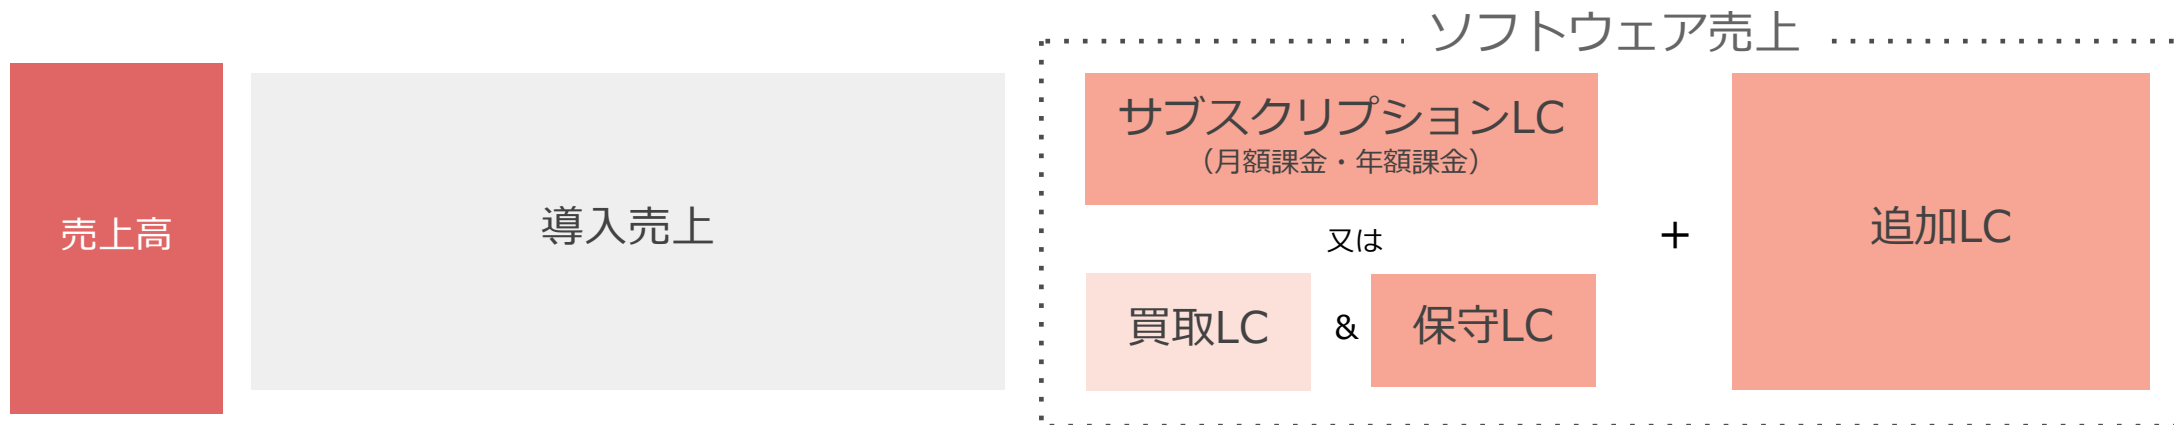 ソフトウェア売上
売上高
導入売上
サブスクリプションLC
（月額課金・年額課金）
又は
買取LC
&
保守LC
+
追加LC